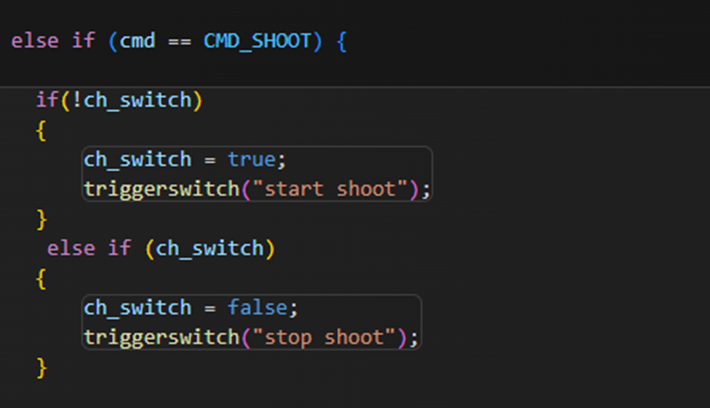 else if (cmd == CMD_SHOOT) {
if(!ch_switch)
{
ch_switch = true;
triggerswitch("start shoot");
}
else if (ch_switch)
{
ch_switch = false;
triggerswitch("stop shoot");
}